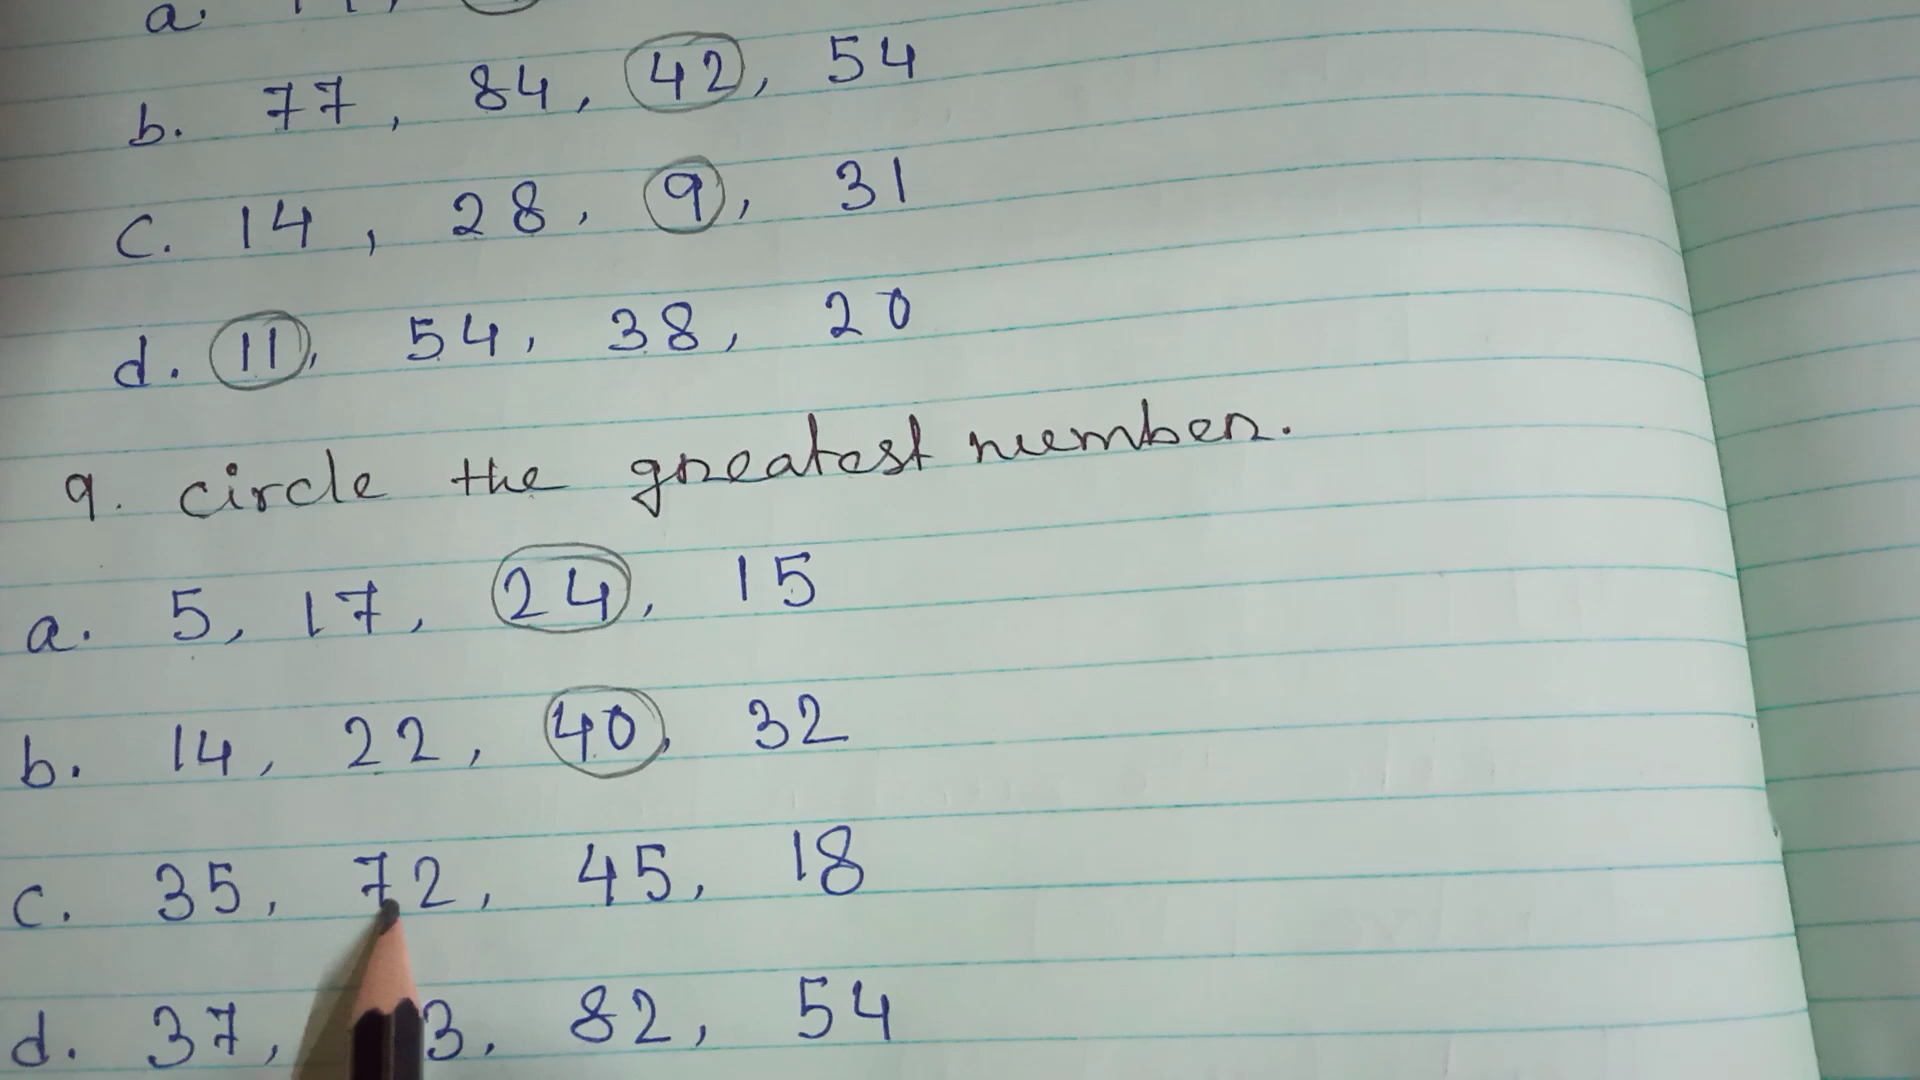 a.
b. 77, 84, 42, 54
C. 14, 28, 9, 31
d. 11, 54, 38, 20
9. circle the greatest number.
a. 5, 17, 24, 15
b. 14, 22, 40, 32
c. 35, 72, 45, 18
d. 37, 3, 82, 54